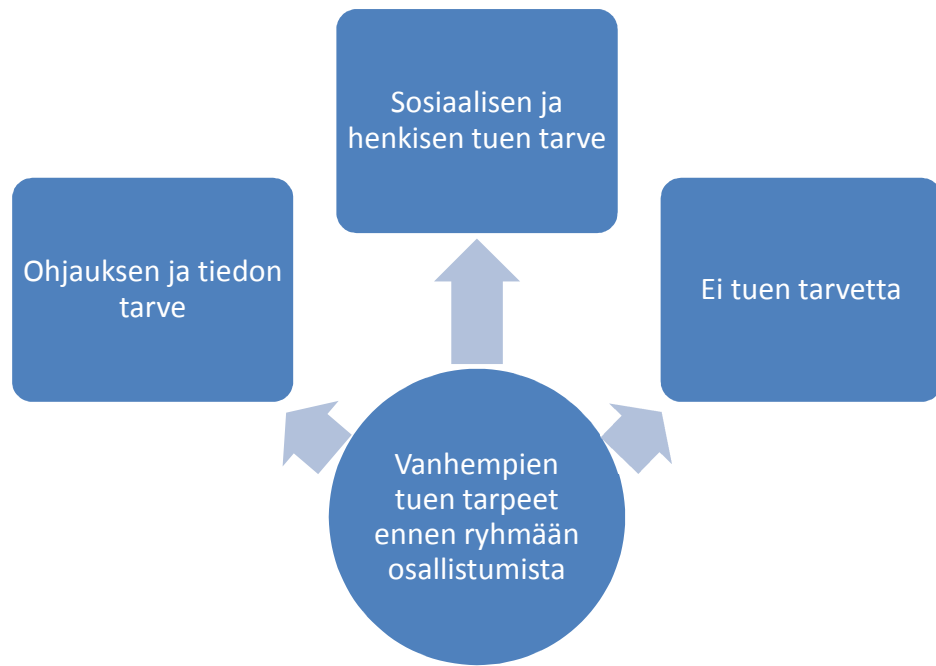 Sosiaalisen ja
henkisen tuen tarve
Ohjauksen ja tiedon
tarve
Ei tuen tarvetta
Vanhempien
tuen tarpeet
ennen ryhmään
osallistumista